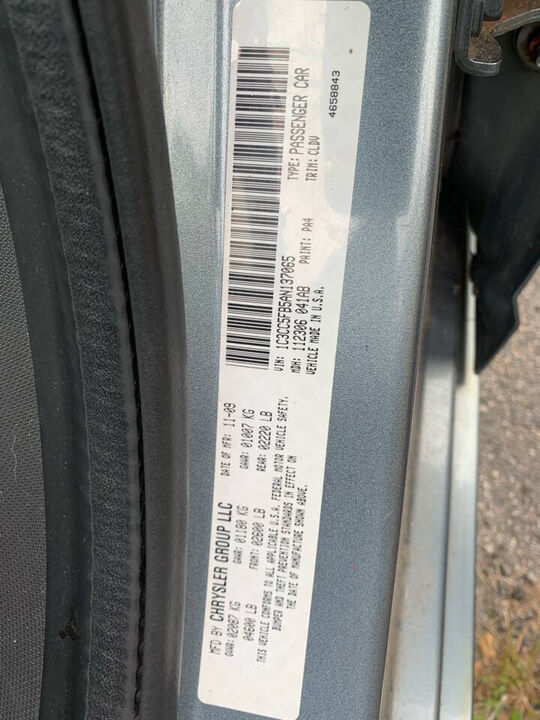 MFD BY CHRYSLER GROUP LLC DATE OF MFR: 11-09
GVWR: 02087 KG GAWR: 01180 KG GAWR: 01007 KG
04600 LB FRONT: 02600 LB REAR: 02220 LB
THIS VEHICLE CONFORMS TO ALL APPLICABLE U.S.A. FEDERAL MOTOR VEHICLE SAFETY,
BUMPER AND THEFT PREVENTION STANDARDS IN EFFECT ON
THE DATE OF MANUFACTURE SHOWN ABOVE.
VIN: 1C3CC5FB5AN137065 TYPE: PASSENGER CAR
MDH: 112306 041AB PAINT: PA4 TRIM: CLDV
VEHICLE MADE IN U.S.A.
4658843